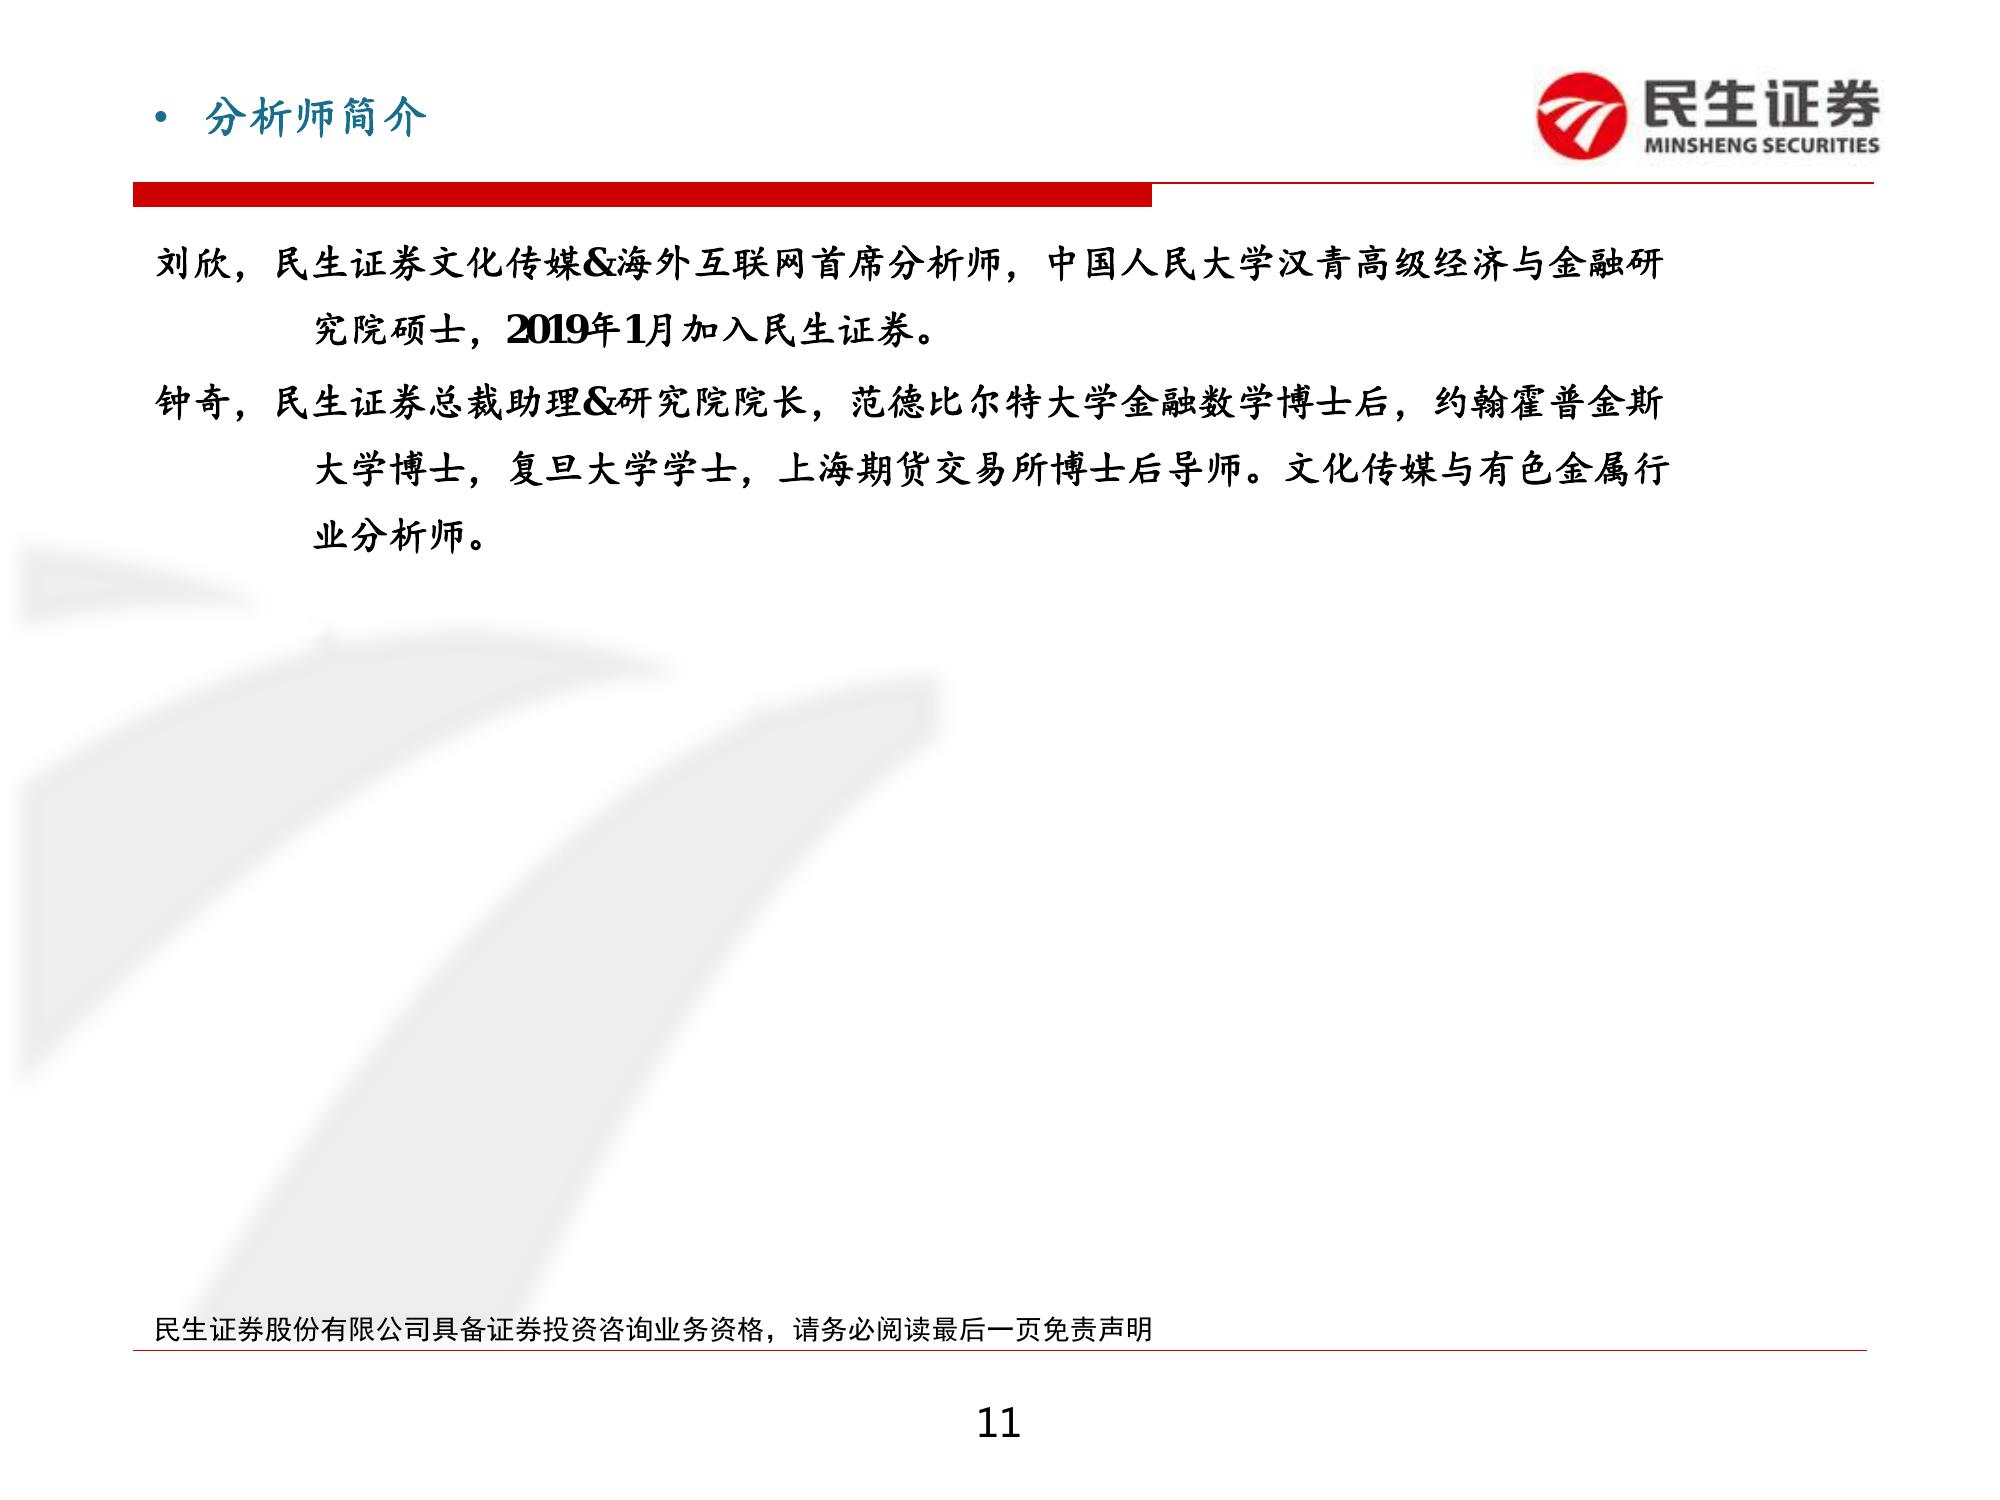 • 分析师简介
民生证券
MINSHENG SECURITIES
刘欣，民生证券文化传媒&海外互联网首席分析师，中国人民大学汉青高级经济与金融研
究院硕士，2019年1月加入民生证券。
钟奇，民生证券总裁助理&研究院院长，范德比尔特大学金融数学博士后，约翰霍普金斯
大学博士，复旦大学学士，上海期货交易所博士后导师。文化传媒与有色金属行
业分析师。
民生证券股份有限公司具备证券投资咨询业务资格，请务必阅读最后一页免责声明
11